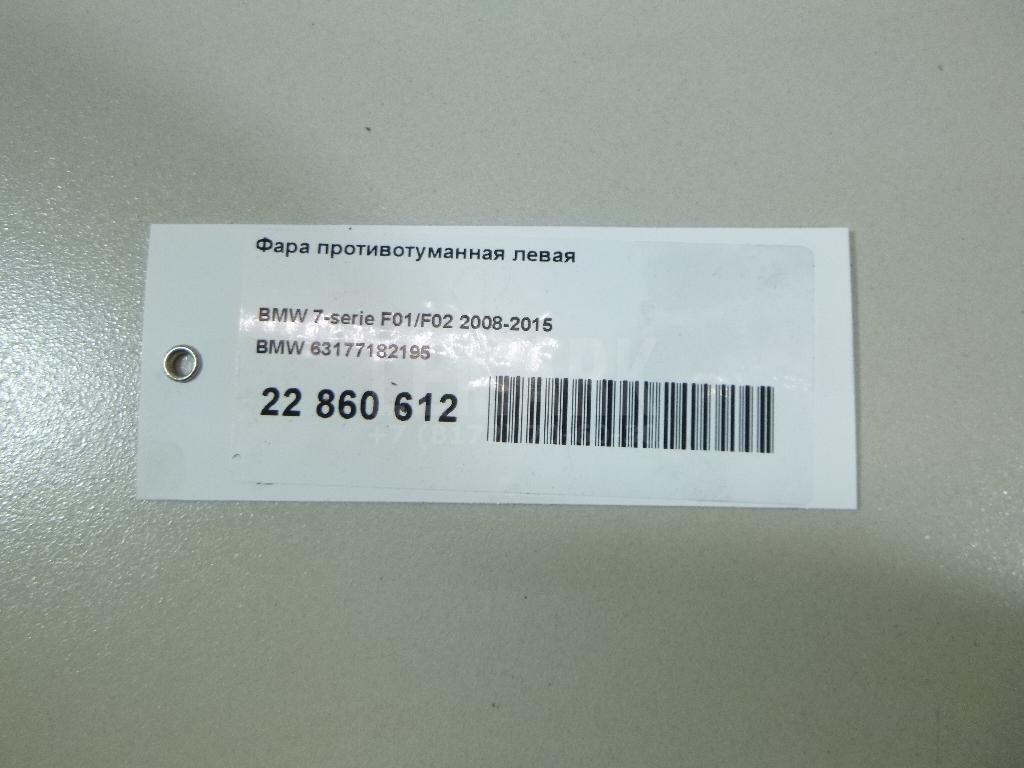 Фара противотуманная левая
BMW 7-serie F01/F02 2008-2015
BMW 63177182195
22 860 612